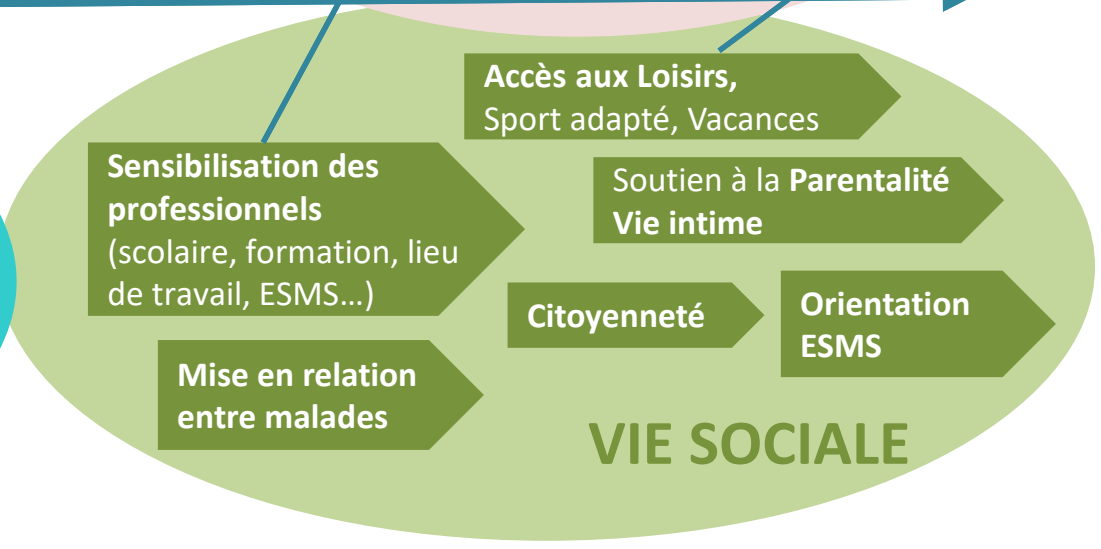 Accès aux Loisirs,
Sport adapté, Vacances
Sensibilisation des
professionnels
(scolaire, formation, lieu
de travail, ESMS…)
Soutien à la Parentalité
Vie intime
Citoyenneté
Orientation
ESMS
Mise en relation
entre malades
VIE SOCIALE